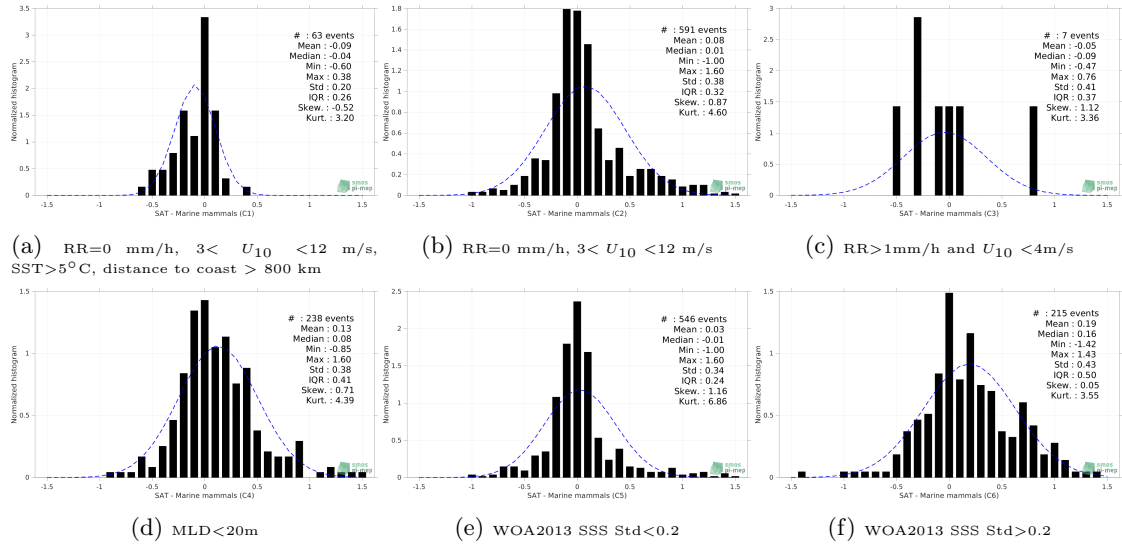 3.5
3
2.5
2
1.5
1
0.5
0
-1.5 -1 -0.5 0 0.5 1 1.5
Normalized histogram
SAT - Marine mammals (C1)
# : 63 events
Mean : -0.09
Median : -0.04
Min : -0.60
Max : 0.38
Std : 0.20
IQR : 0.26
Skew. : -0.52
Kurt. : 3.20
smos
pi-mep
(a) RR=0 mm/h, 3< U10 <12 m/s,
SST>5°C, distance to coast > 800 km
1.8
1.6
1.4
1.2
1
0.8
0.6
0.4
0.2
0
-1.5 -1 -0.5 0 0.5 1 1.5
Normalized histogram
SAT - Marine mammals (C2)
# : 591 events
Mean : 0.08
Median : 0.01
Min : -1.00
Max : 1.60
Std : 0.38
IQR : 0.32
Skew. : 0.87
Kurt. : 4.60
smos
pi-mep
(b) RR=0 mm/h, 3< U10 <12 m/s
3
2.5
2
1.5
1
0.5
0
-1.5 -1 -0.5 0 0.5 1 1.5
Normalized histogram
SAT - Marine mammals (C3)
# : 7 events
Mean : -0.05
Median : -0.09
Min : -0.47
Max : 0.76
Std : 0.41
IQR : 0.37
Skew. : 1.12
Kurt. : 3.36
smos
pi-mep
(c) RR>1mm/h and U10 <4m/s
1.5
1
0.5
0
-1.5 -1 -0.5 0 0.5 1 1.5
Normalized histogram
SAT - Marine mammals (C4)
# : 238 events
Mean : 0.13
Median : 0.08
Min : -0.85
Max : 1.60
Std : 0.38
IQR : 0.41
Skew. : 0.71
Kurt. : 4.39
smos
pi-mep
(d) MLD<20m
2.5
2
1.5
1
0.5
0
-1.5 -1 -0.5 0 0.5 1 1.5
Normalized histogram
SAT - Marine mammals (C5)
# : 546 events
Mean : 0.03
Median : -0.01
Min : -1.00
Max : 1.60
Std : 0.34
IQR : 0.24
Skew. : 1.16
Kurt. : 6.86
smos
pi-mep
(e) WOA2013 SSS Std<0.2
1.5
1
0.5
0
-1.5 -1 -0.5 0 0.5 1 1.5
Normalized histogram
SAT - Marine mammals (C6)
# : 215 events
Mean : 0.19
Median : 0.16
Min : -1.42
Max : 1.43
Std : 0.43
IQR : 0.50
Skew. : 0.05
Kurt. : 3.55
smos
pi-mep
(f) WOA2013 SSS Std>0.2